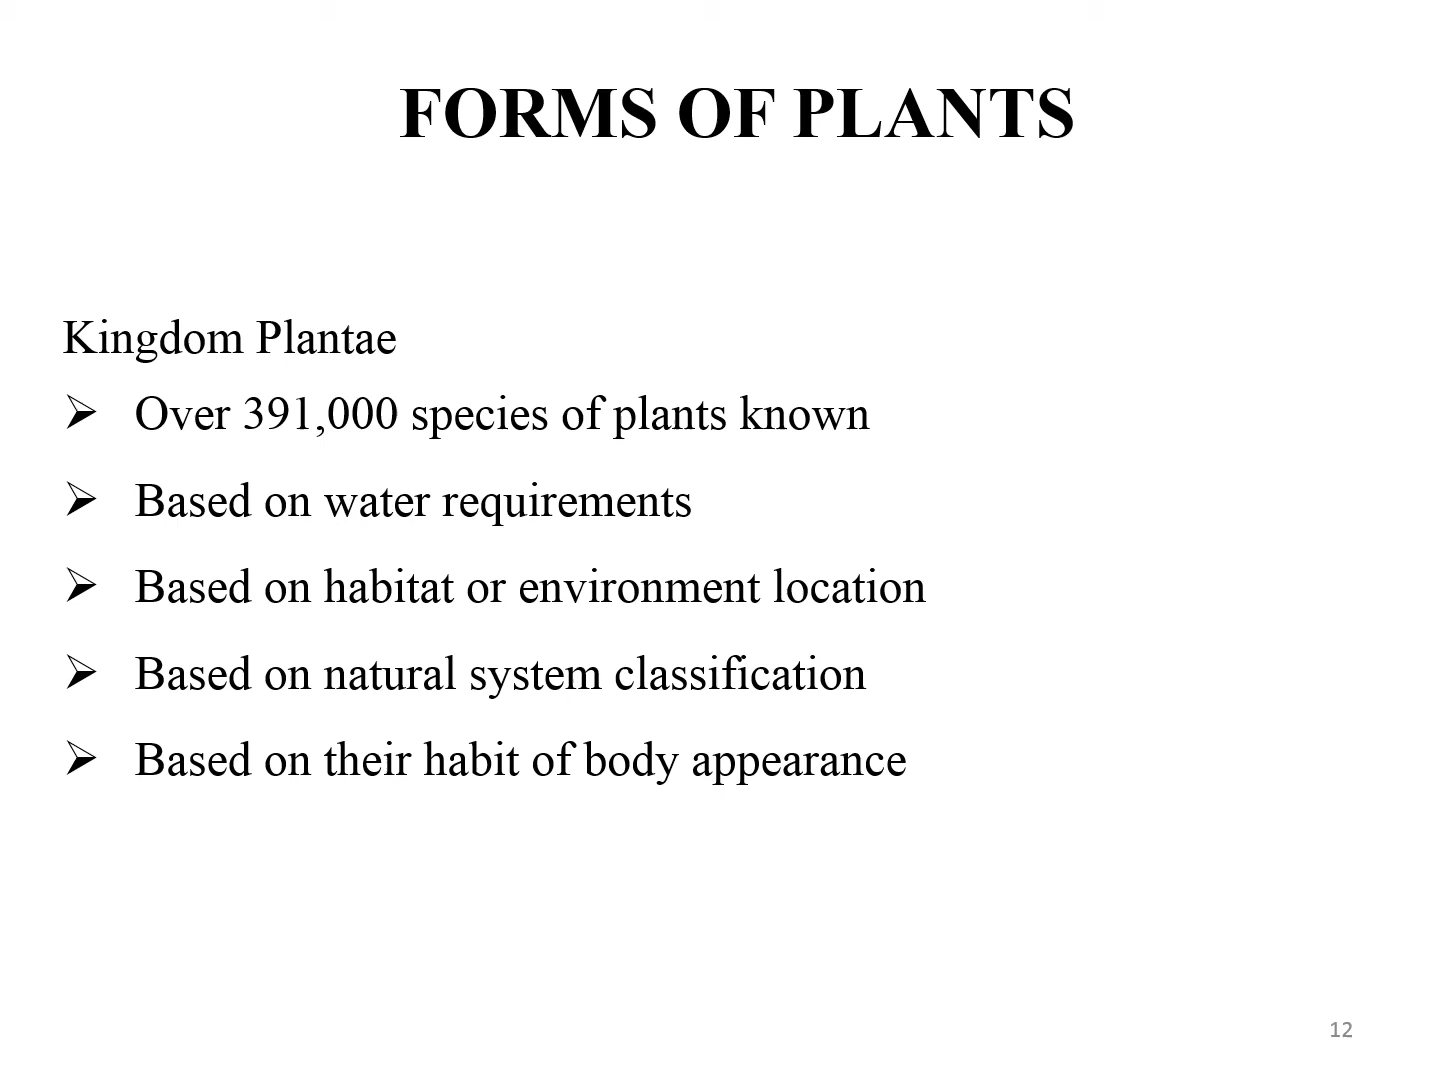 FORMS OF PLANTS
Kingdom Plantae
➢ Over 391,000 species of plants known
➢ Based on water requirements
➢ Based on habitat or environment location
➢ Based on natural system classification
➢ Based on their habit of body appearance
12